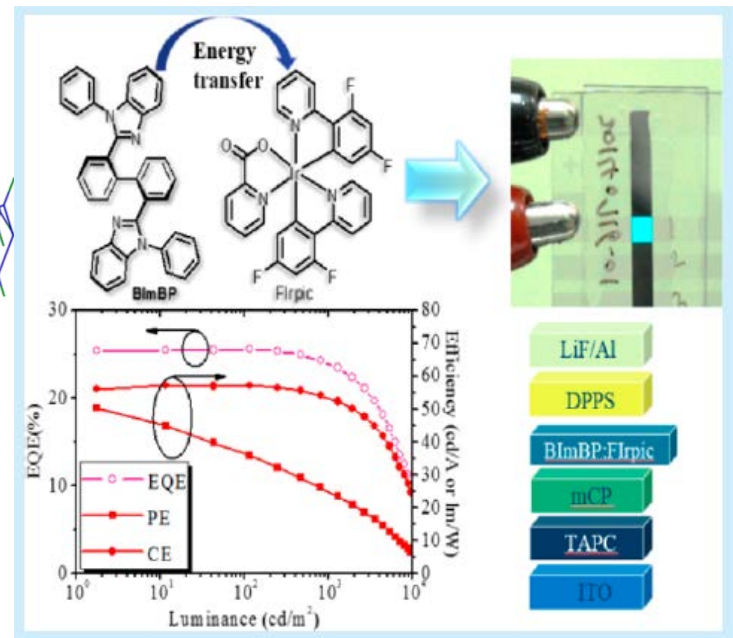 Energy
transfer
N
N
N
N
BImBP
F
N
O
O
Ir
F
N
N
F
F
FIrpic
30
20
10
0
EQE(%)
80
70
60
50
40
30
20
10
0
Efficiency (cd/A or lm/W)
EQE
PE
CE
10⁰
10¹
10²
10³
10⁴
Luminance (cd/m²)
LiF/Al
DPPS
BImBP:FIrpic
mCP
TAPC
ITO